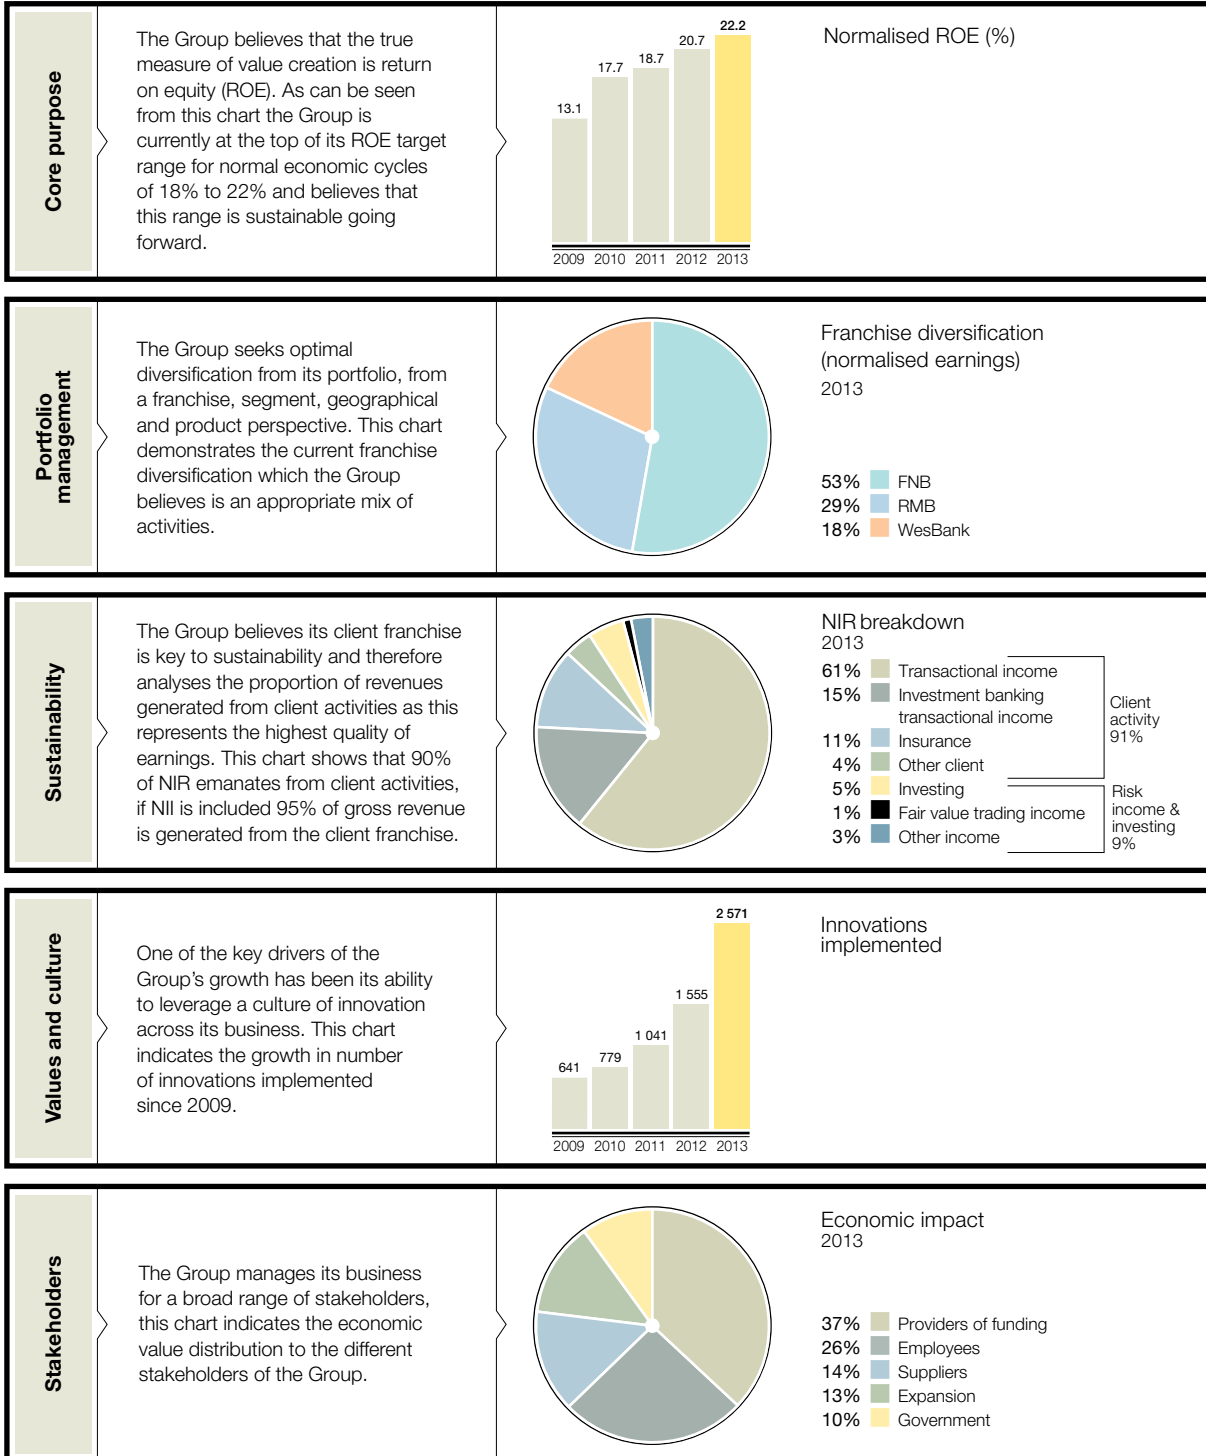 Core purpose
The Group believes that the true
measure of value creation is return
on equity (ROE). As can be seen
from this chart the Group is
currently at the top of its ROE target
range for normal economic cycles
of 18% to 22% and believes that
this range is sustainable going
forward.
13.1
17.7
18.7
20.7
22.2
2009 2010 2011 2012 2013
Normalised ROE (%)
Portfolio
management
The Group seeks optimal
diversification from its portfolio, from
a franchise, segment, geographical
and product perspective. This chart
demonstrates the current franchise
diversification which the Group
believes is an appropriate mix of
activities.
Franchise diversification
(normalised earnings)
2013
53% FNB
29% RMB
18% WesBank
Sustainability
The Group believes its client franchise
is key to sustainability and therefore
analyses the proportion of revenues
generated from client activities as this
represents the highest quality of
earnings. This chart shows that 90%
of NIR emanates from client activities,
if NII is included 95% of gross revenue
is generated from the client franchise.
NIR breakdown
2013
61% Transactional income
15% Investment banking
transactional income
11% Insurance
4% Other client
5% Investing
1% Fair value trading income
3% Other income
Client
activity
91%
Risk
income &
investing
9%
Values and culture
One of the key drivers of the
Group's growth has been its ability
to leverage a culture of innovation
across its business. This chart
indicates the growth in number
of innovations implemented
since 2009.
641
779
1 041
1 555
2 571
2009 2010 2011 2012 2013
Innovations
implemented
Stakeholders
The Group manages its business
for a broad range of stakeholders,
this chart indicates the economic
value distribution to the different
stakeholders of the Group.
Economic impact
2013
37% Providers of funding
26% Employees
14% Suppliers
13% Expansion
10% Government